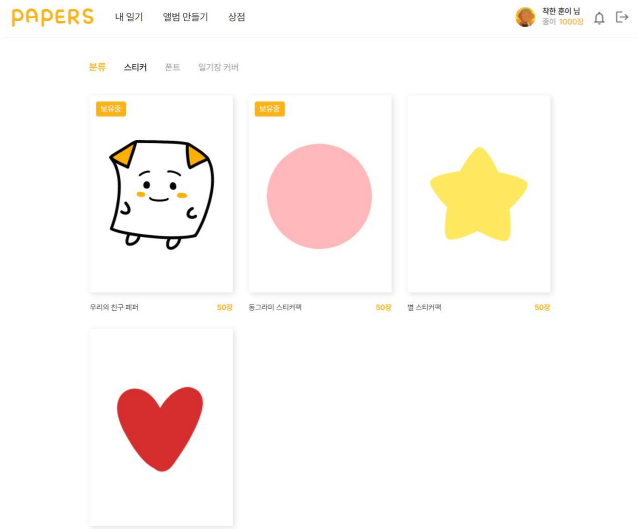 PAPERS
내 일기 앨범 만들기 상점
착한 훈이 님
종이 1000장
분류 스티커 폰트 일기장 커버
보유중 보유중
우리의 친구 페퍼 50장 동그라미 스티커팩 50장 별 스티커팩 50장